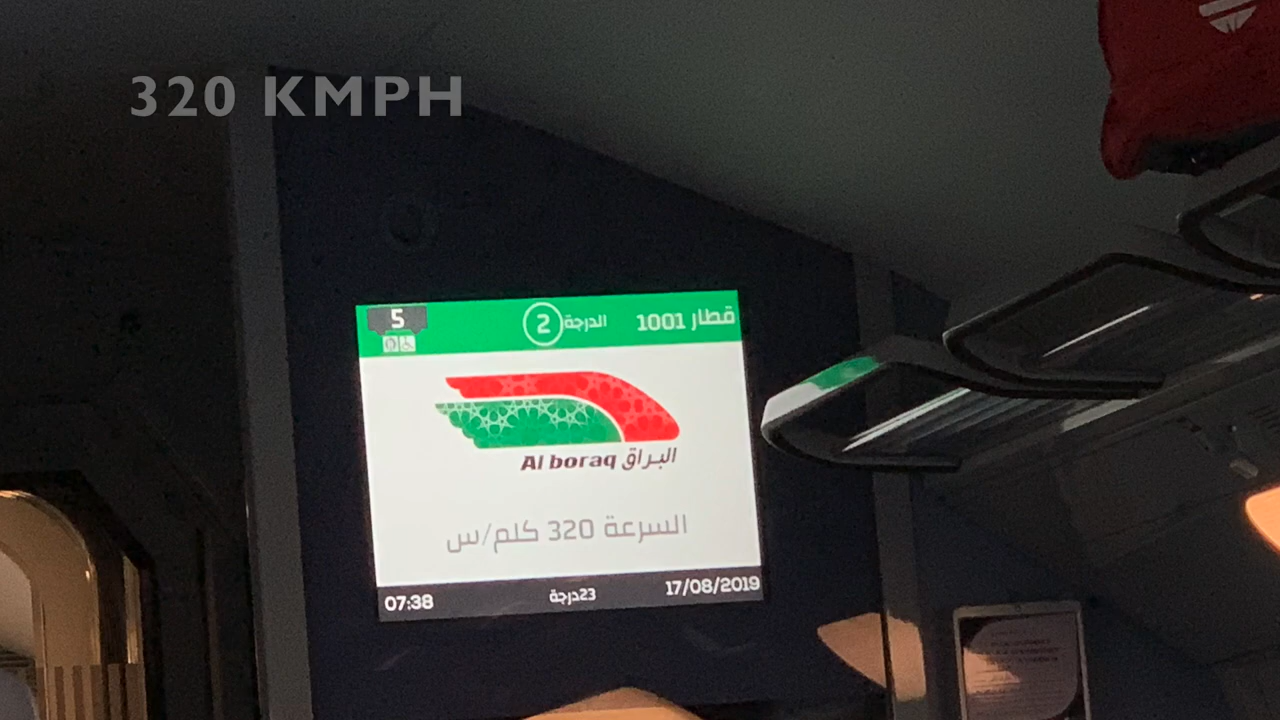 320 KMPH
5
الدرجة 2
قطار 1001
Al boraq البراق
السرعة 320 كلم/س
07:38
23درجة
17/08/2019